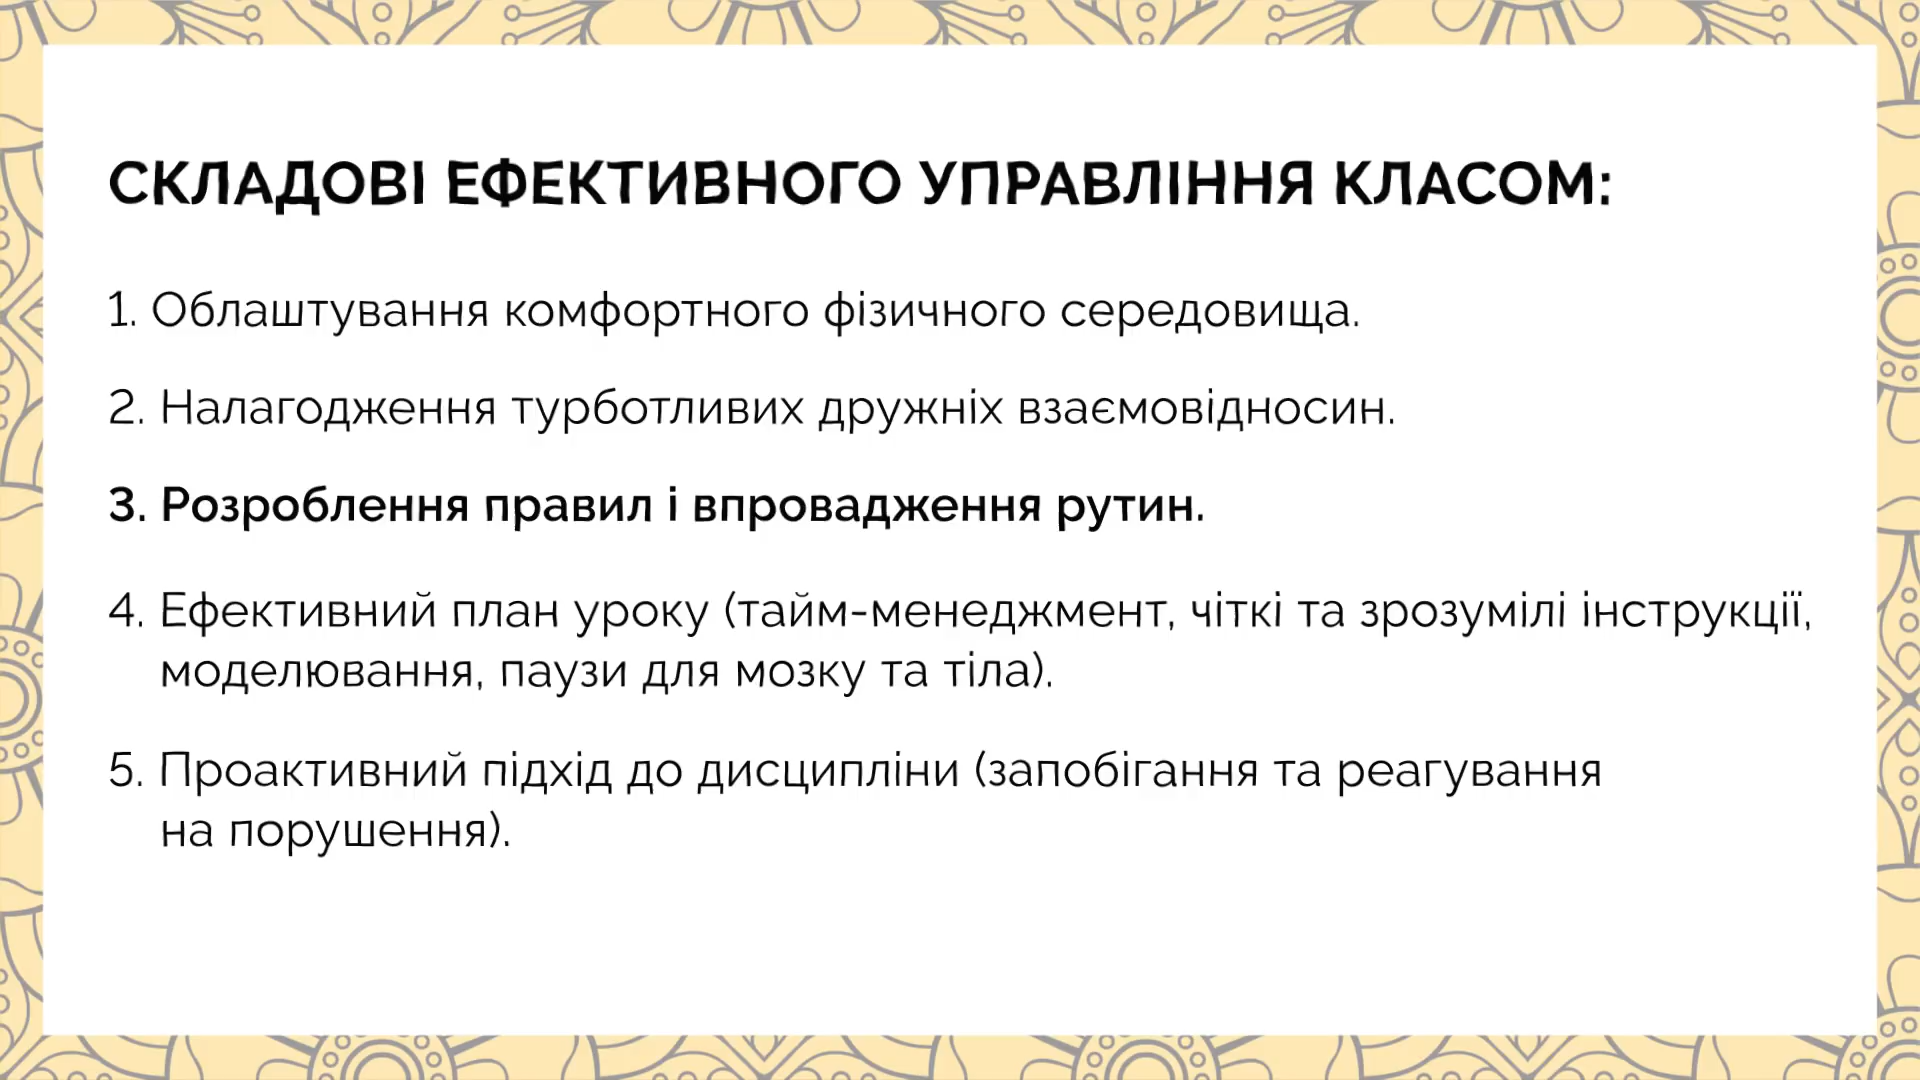 СКЛАДОВІ ЕФЕКТИВНОГО УПРАВЛІННЯ КЛАСОМ:
1. Облаштування комфортного фізичного середовища.
2. Налагодження турботливих дружніх взаємовідносин.
3. Розроблення правил і впровадження рутин.
4. Ефективний план уроку (тайм-менеджмент, чіткі та зрозумілі інструкції,
моделювання, паузи для мозку та тіла).
5. Проактивний підхід до дисципліни (запобігання та реагування
на порушення).